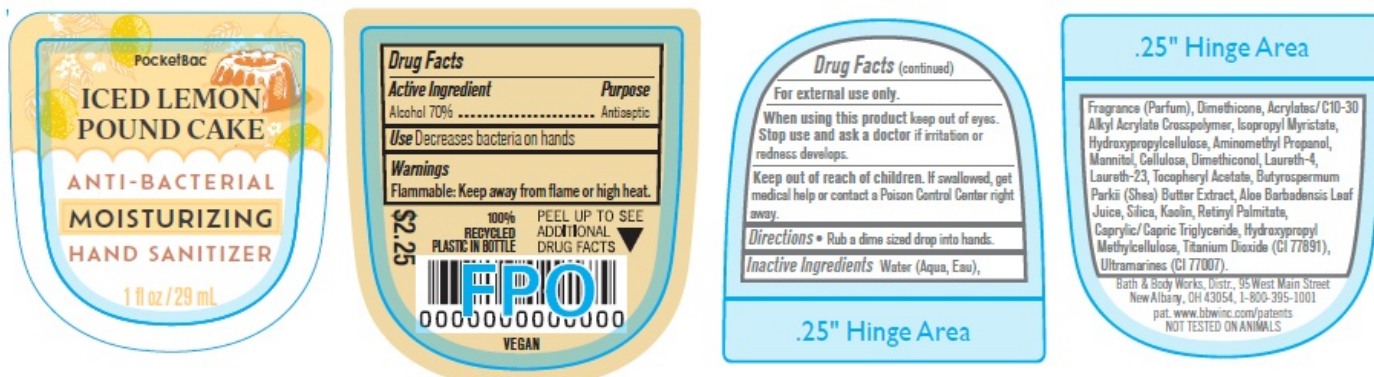 PocketBac
ICED LEMON
POUND CAKE
ANTI-BACTERIAL
MOISTURIZING
HAND SANITIZER
1 fl oz / 29 mL
Drug Facts
Active Ingredient Purpose
Alcohol 70% ........................ Antiseptic
Use Decreases bacteria on hands
Warnings
Flammable: Keep away from flame or high heat.
$2.25
100%
RECYCLED
PLASTIC IN BOTTLE
PEEL UP TO SEE
ADDITIONAL
DRUG FACTS
FPO
0000000000000
VEGAN
Drug Facts (continued)
For external use only.
When using this product keep out of eyes.
Stop use and ask a doctor if irritation or
redness develops.
Keep out of reach of children. If swallowed, get
medical help or contact a Poison Control Center right
away.
Directions • Rub a dime sized drop into hands.
Inactive Ingredients Water (Aqua, Eau),
.25" Hinge Area
.25" Hinge Area
Fragrance (Parfum), Dimethicone, Acrylates/ C10-30
Alkyl Acrylate Crosspolymer, Isopropyl Myristate,
Hydroxypropylcellulose, Aminomethyl Propanol,
Mannitol, Cellulose, Dimethiconol, Laureth-4,
Laureth-23, Tocopheryl Acetate, Butyrospermum
Parkii (Shea) Butter Extract, Aloe Barbadensis Leaf
Juice, Silica, Kaolin, Retinyl Palmitate,
Caprylic/ Capric Triglyceride, Hydroxypropyl
Methylcellulose, Titanium Dioxide (CI 77891),
Ultramarines (CI 77007).
Bath & Body Works, Distr., 95 West Main Street
New Albany, OH 43054, 1-800-395-1001
pat. www.bbwinc.com/patents
NOT TESTED ON ANIMALS